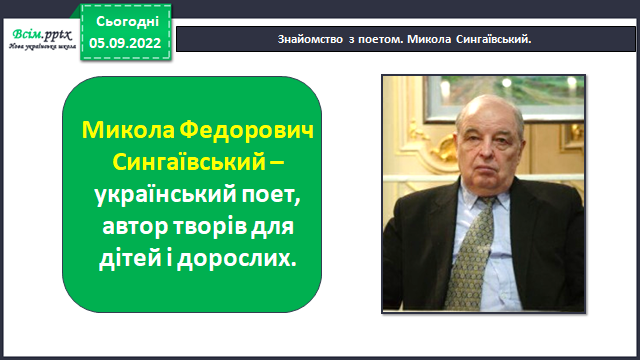 Всім.pptx
Нова українська школа
Сьогодні
05.09.2022
Знайомство з поетом. Микола Сингаївський.
Микола Федорович
Сингаївський –
український поет,
автор творів для
дітей і дорослих.